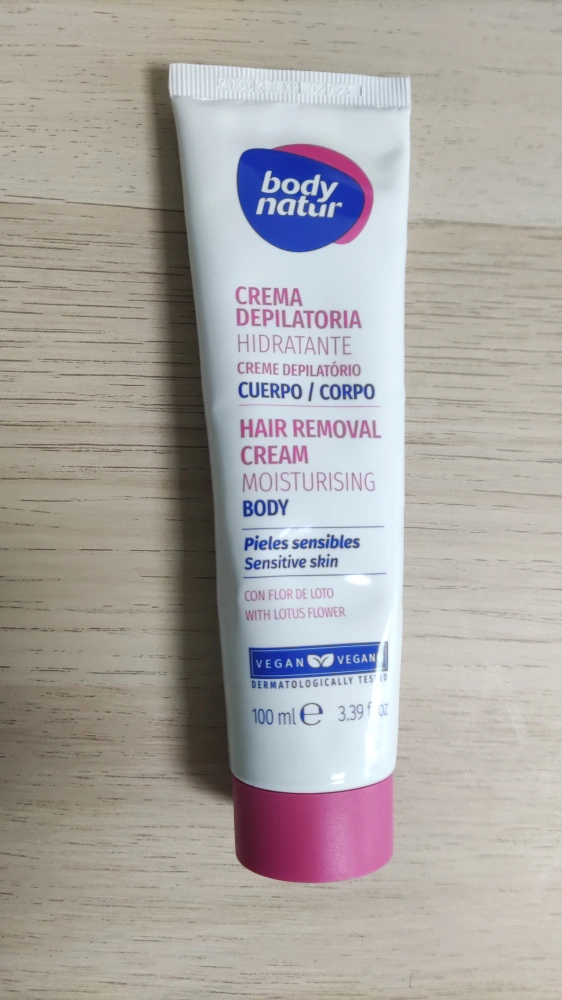 body
natur
CREMA
DEPILATORIA
HIDRATANTE
CREME DEPILATÓRIO
CUERPO / CORPO
HAIR REMOVAL
CREAM
MOISTURISING
BODY
Pieles sensibles
Sensitive skin
CON FLOR DE LOTO
WITH LOTUS FLOWER
VEGAN VEGANO
DERMATOLOGICALLY TESTED
100 ml e 3.39 fl oz